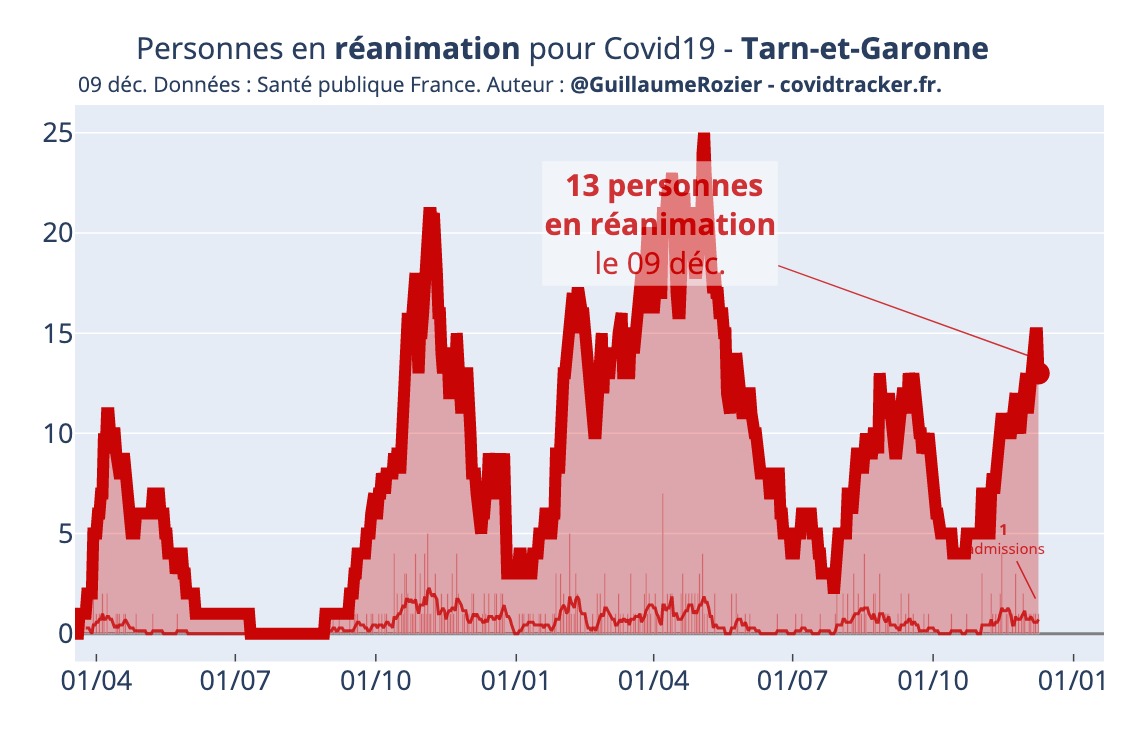 Personnes en réanimation pour Covid19 - Tarn-et-Garonne
09 déc. Données : Santé publique France. Auteur : @GuillaumeRozier - covidtracker.fr.
25
20
15
10
5
0
13 personnes
en réanimation
le 09 déc.
1
admissions
01/04
01/07
01/10
01/01
01/04
01/07
01/10
01/01